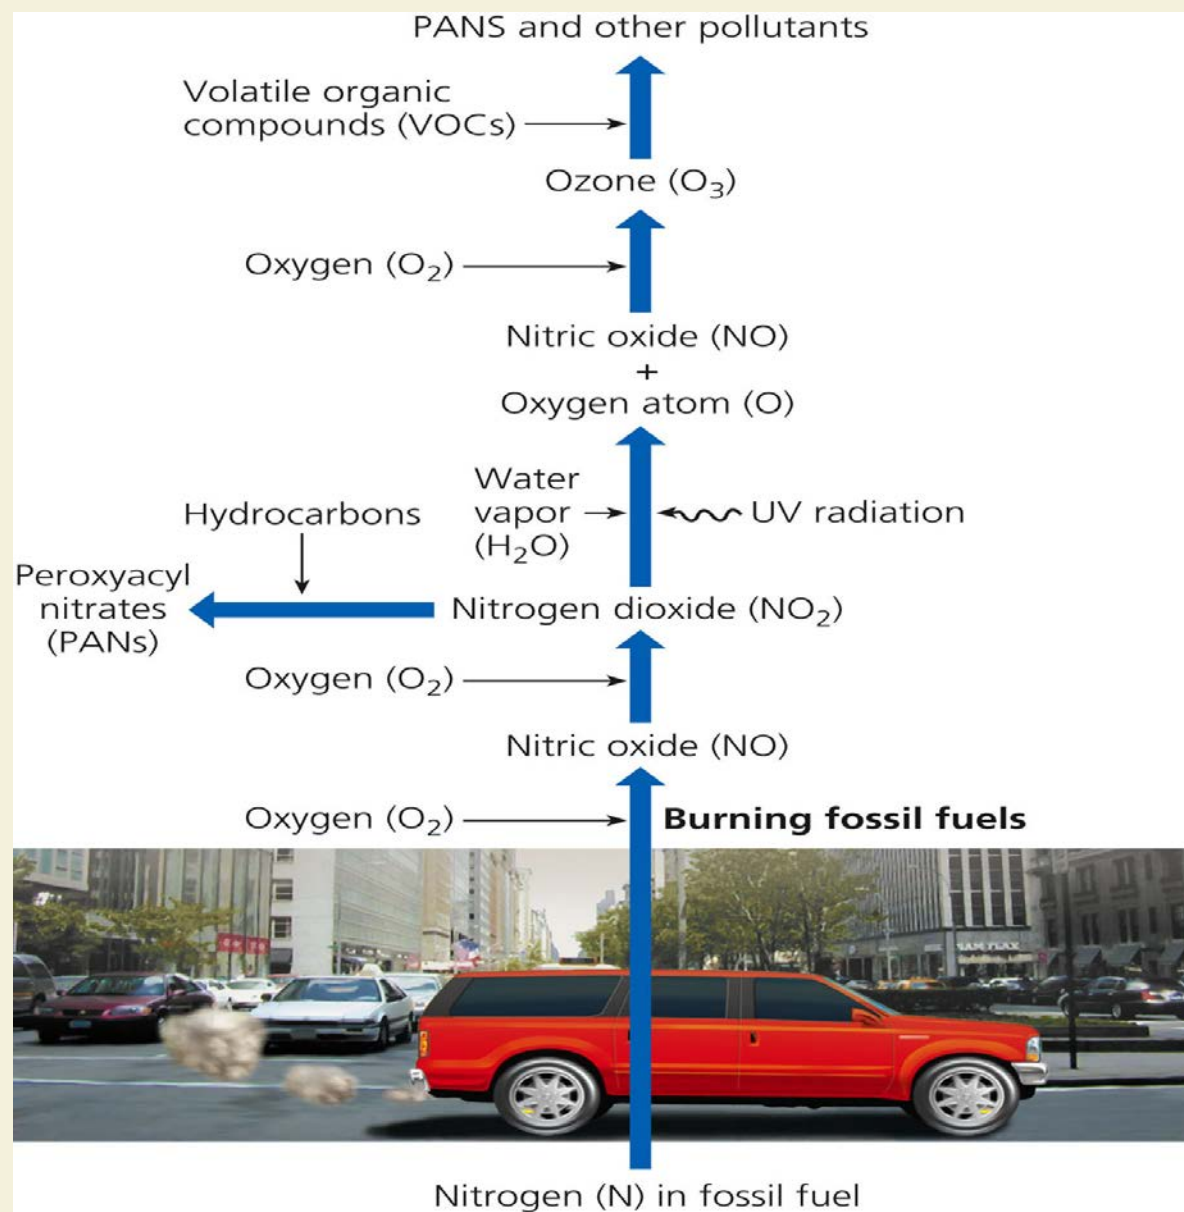 PANS and other pollutants
Volatile organic
compounds (VOCs)
Ozone (O₃)
Oxygen (O₂)
Nitric oxide (NO)
+
Oxygen atom (O)
Water
vapor
(H₂O)
UV radiation
Hydrocarbons
Peroxyacyl
nitrates
(PANs)
Nitrogen dioxide (NO₂)
Oxygen (O₂)
Nitric oxide (NO)
Oxygen (O₂)
Burning fossil fuels
Nitrogen (N) in fossil fuel